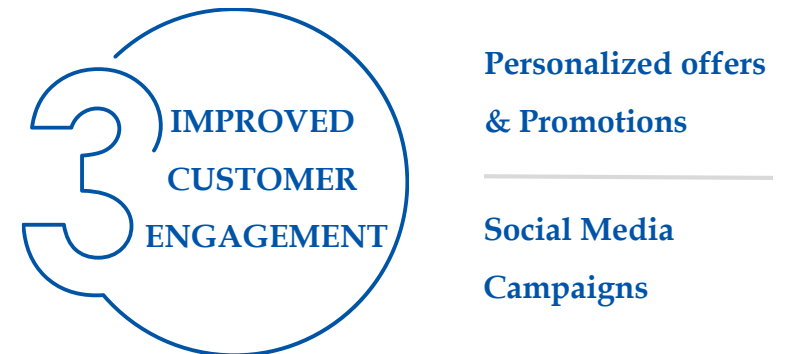 3
IMPROVED
CUSTOMER
ENGAGEMENT
Personalized offers
& Promotions
Social Media
Campaigns